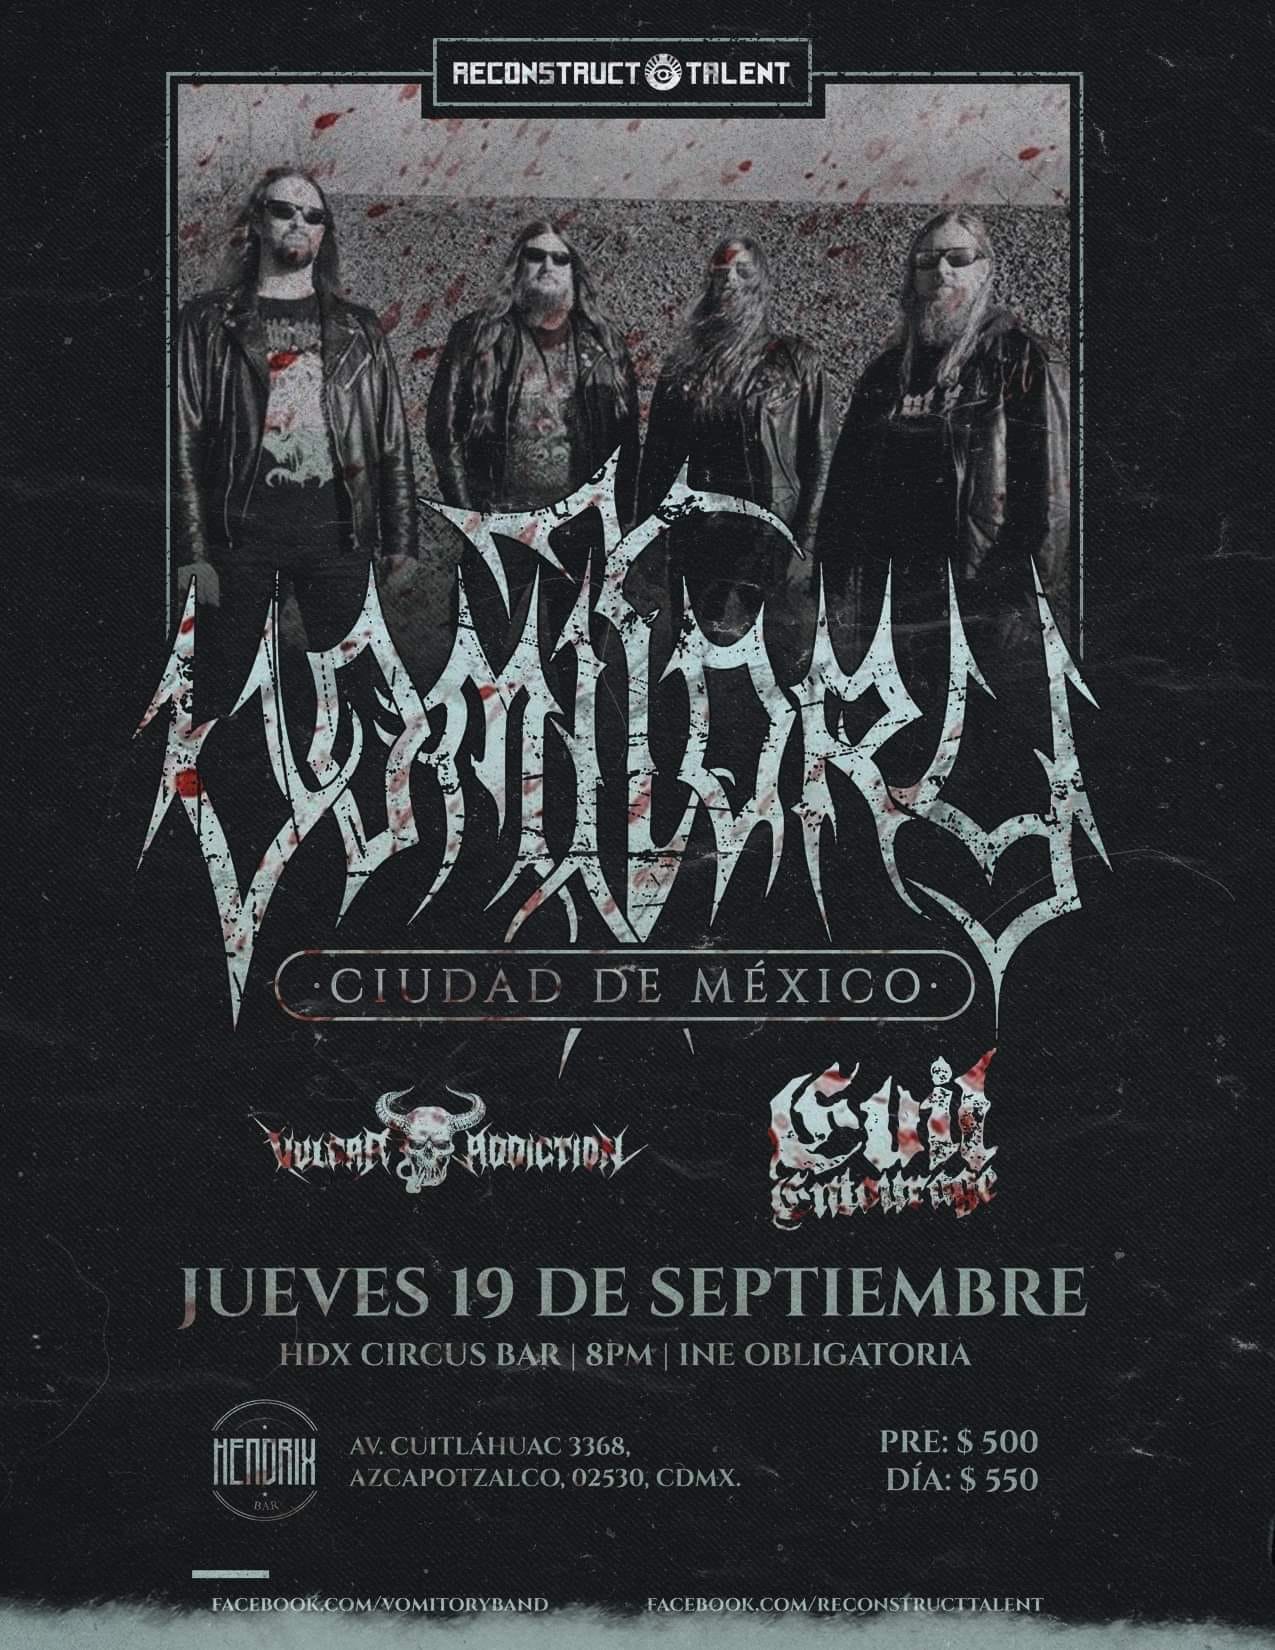 RECONSTRUCT TALENT
VOMITORY
·CIUDAD DE MÉXICO·
VULGAR ADDICTION
Evil
Entourage
JUEVES 19 DE SEPTIEMBRE
HDX CIRCUS BAR | 8PM | INE OBLIGATORIA
HENDRIX
BAR
AV. CUITLÁHUAC 3368,
AZCAPOTZALCO, 02530, CDMX.
PRE: $ 500
DÍA: $ 550
FACEBOOK.COM/VOMITORYBAND
FACEBOOK.COM/RECONSTRUCTTALENT